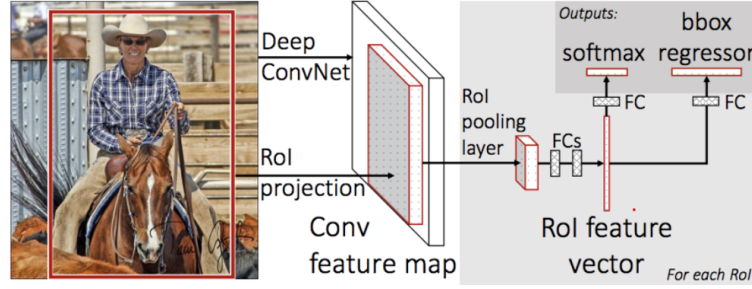 Deep
ConvNet
RoI
projection
Conv
feature map
RoI
pooling
layer
FCs
RoI feature
vector
For each RoI
Outputs:
softmax
bbox
regressor
FC
FC